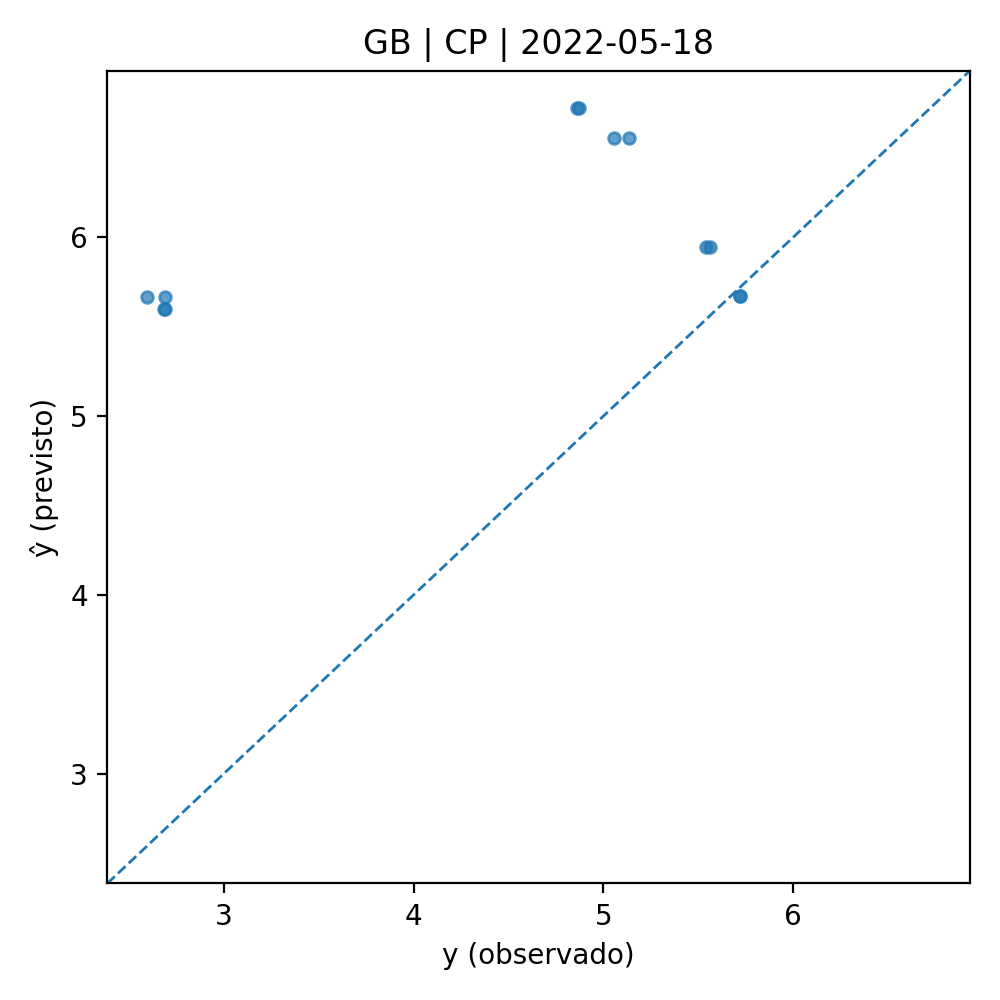 GB | CP | 2022-05-18
6
5
4
3
ŷ (previsto)
3 4 5 6
y (observado)